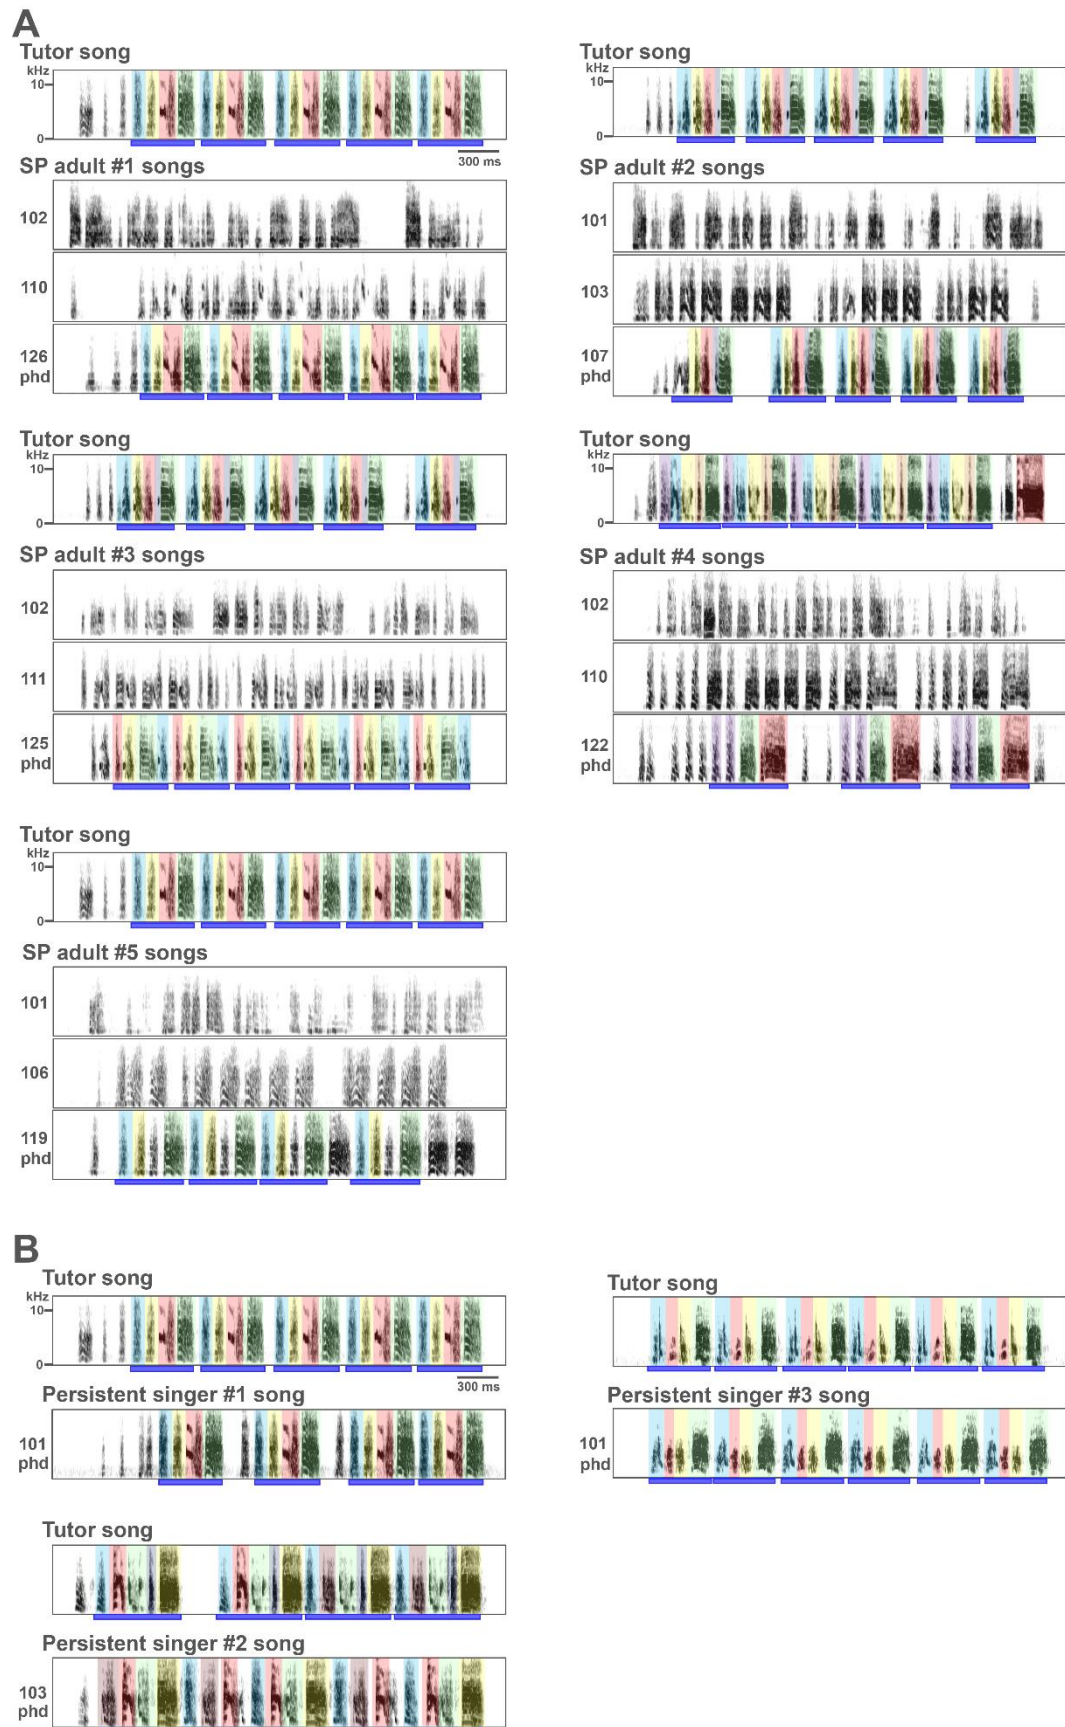 A
Tutor song
kHz
10
0
300 ms
SP adult #1 songs
102
110
126
phd
Tutor song
kHz
10
0
SP adult #2 songs
101
103
107
phd
Tutor song
kHz
10
0
SP adult #3 songs
102
111
125
phd
Tutor song
kHz
10
0
SP adult #4 songs
102
110
122
phd
Tutor song
kHz
10
0
SP adult #5 songs
101
106
119
phd
B
Tutor song
kHz
10
0
300 ms
Persistent singer #1 song
101
phd
Tutor song
Persistent singer #3 song
101
phd
Tutor song
Persistent singer #2 song
103
phd